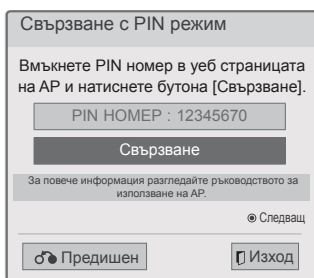 Свързване с PIN режим
Вмъкнете PIN номер в уеб страницата
на AP и натиснете бутона [Свързване].
PIN НОМЕР : 12345670
Свързване
За повече информация разгледайте ръководството за
използване на AP.
Следващ
Предишен
Изход